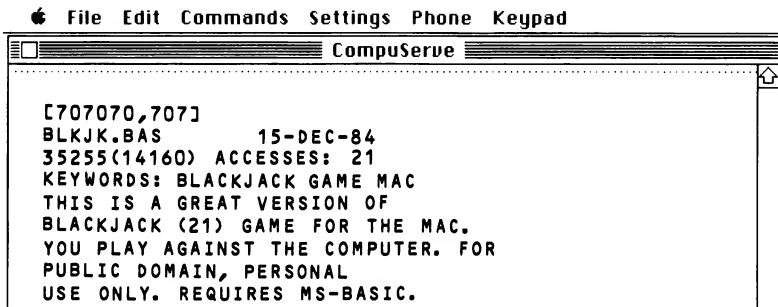 File Edit Commands Settings Phone Keypad
CompuServe
[707070,707]
BLKJK.BAS 15-DEC-84
35255(14160) ACCESSES: 21
KEYWORDS: BLACKJACK GAME MAC
THIS IS A GREAT VERSION OF
BLACKJACK (21) GAME FOR THE MAC.
YOU PLAY AGAINST THE COMPUTER. FOR
PUBLIC DOMAIN, PERSONAL
USE ONLY. REQUIRES MS-BASIC.